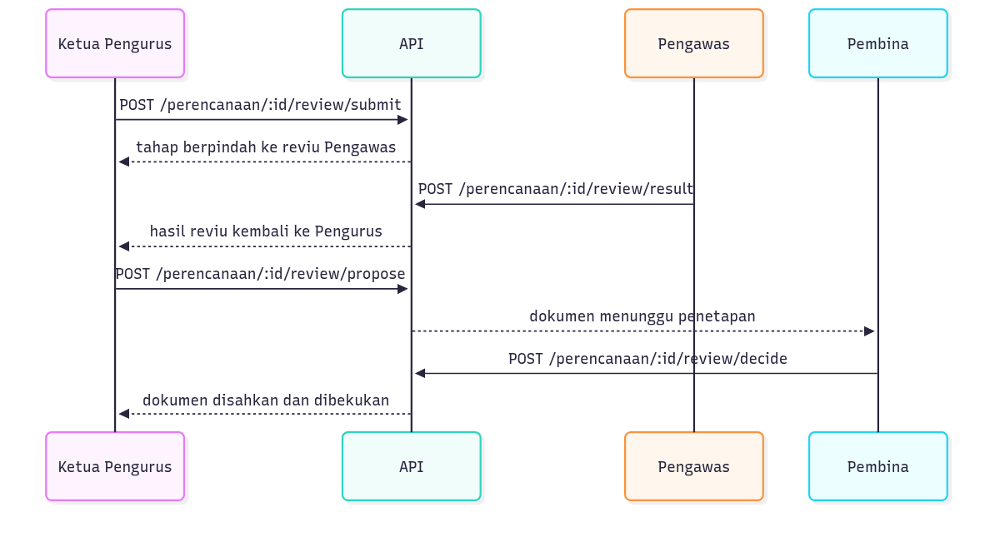 Ketua Pengurus
API
Pengawas
Pembina
POST /perencanaan/:id/review/submit
tahap berpindah ke reviu Pengawas
POST /perencanaan/:id/review/result
hasil reviu kembali ke Pengurus
POST /perencanaan/:id/review/propose
dokumen menunggu penetapan
POST /perencanaan/:id/review/decide
dokumen disahkan dan dibekukan
Ketua Pengurus
API
Pengawas
Pembina